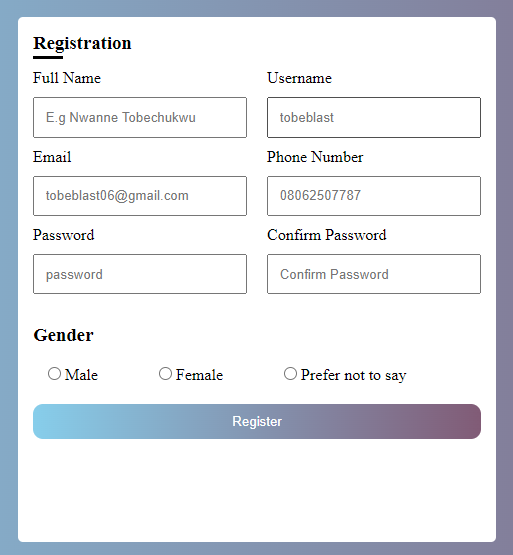 Registration
Full Name Username
E.g Nwanne Tobechukwu tobeblast
Email Phone Number
tobeblast06@gmail.com 08062507787
Password Confirm Password
password Confirm Password
Gender
Male Female Prefer not to say
Register